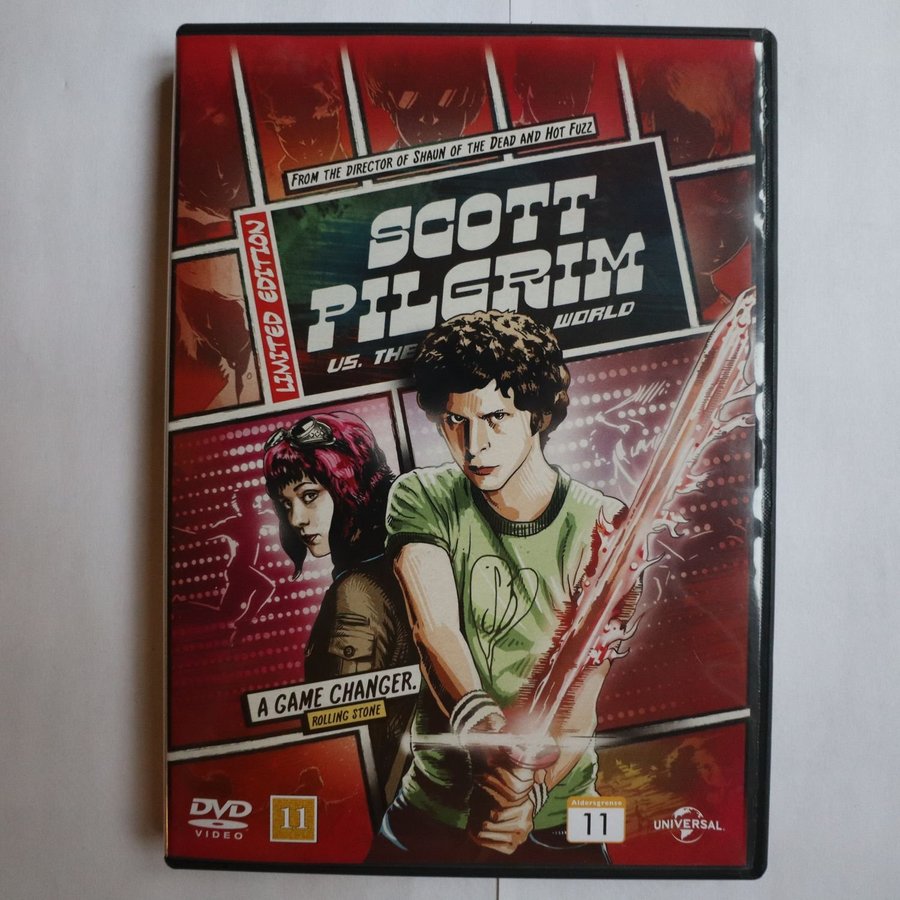 FROM THE DIRECTOR OF SHAUN OF THE DEAD AND HOT FUZZ
LIMITED EDITION
SCOTT
PILGRIM
VS. THE WORLD
A GAME CHANGER.
ROLLING STONE
DVD
VIDEO
11
Aldersgrense
11
UNIVERSAL